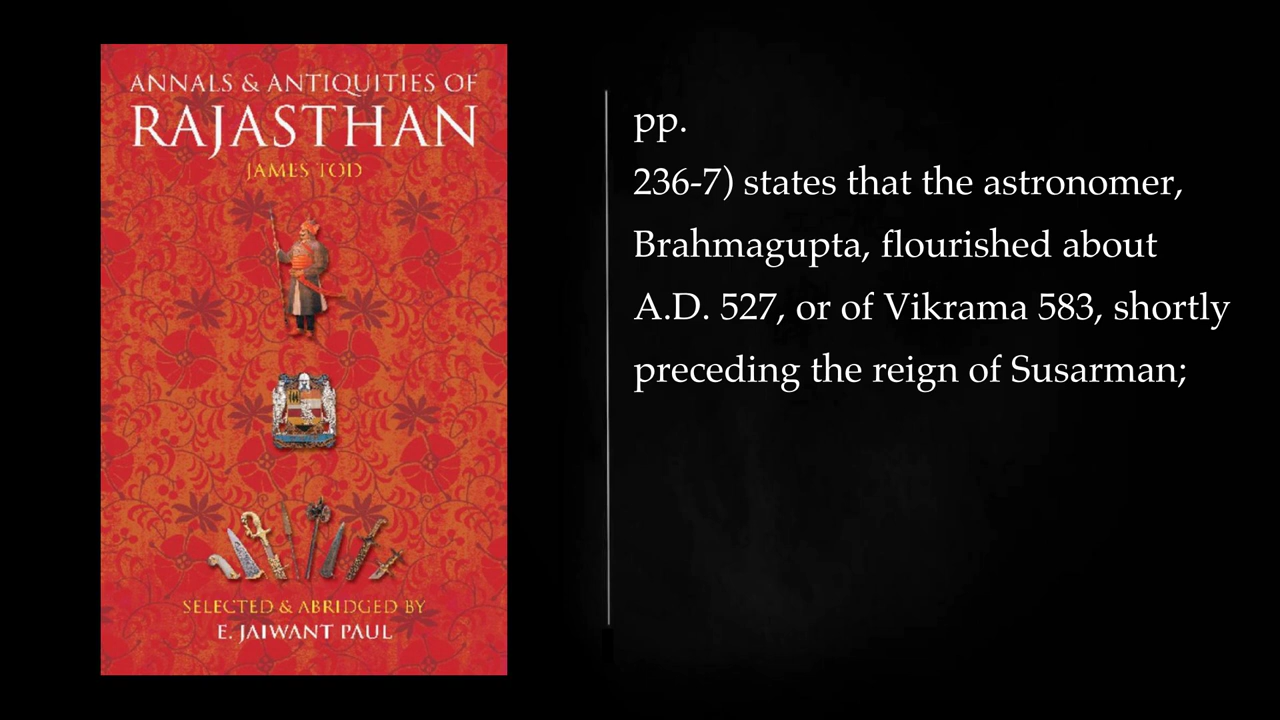 ANNALS & ANTIQUITIES OF
RAJASTHAN
JAMES TOD
SELECTED & ABRIDGED BY
E. JAIWANT PAUL
pp.
236-7) states that the astronomer,
Brahmagupta, flourished about
A.D. 527, or of Vikrama 583, shortly
preceding the reign of Susarman;